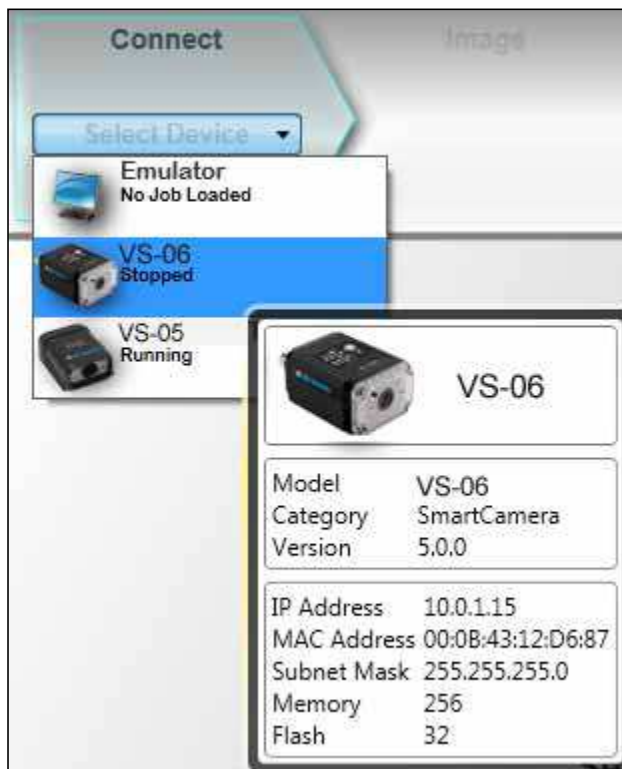 Connect
Image
Select Device
Emulator
No Job Loaded
VS-06
Stopped
VS-05
Running
VS-06
Model VS-06
Category SmartCamera
Version 5.0.0
IP Address 10.0.1.15
MAC Address 00:0B:43:12:D6:87
Subnet Mask 255.255.255.0
Memory 256
Flash 32